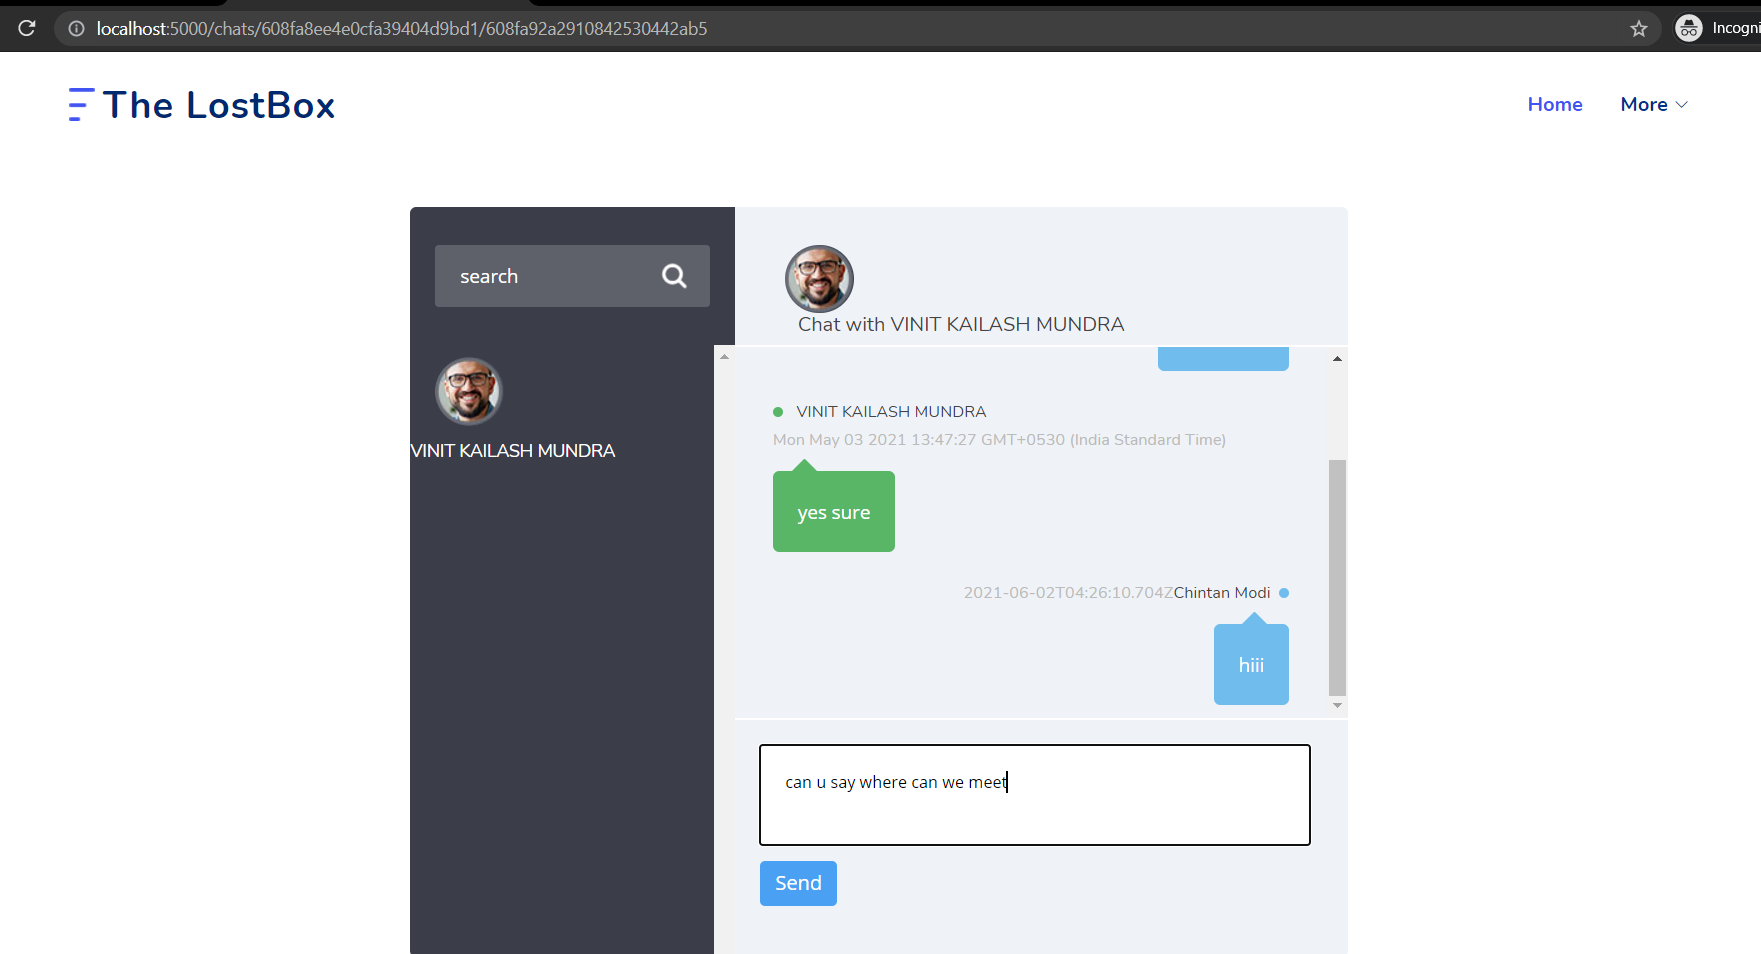 localhost:5000/chats/608fa8ee4e0cfa39404d9bd1/608fa92a2910842530442ab5
Incogni
The LostBox
Home
More
search
VINIT KAILASH MUNDRA
Chat with VINIT KAILASH MUNDRA
VINIT KAILASH MUNDRA
Mon May 03 2021 13:47:27 GMT+0530 (India Standard Time)
yes sure
2021-06-02T04:26:10.704ZChintan Modi
hiii
can u say where can we meet
Send